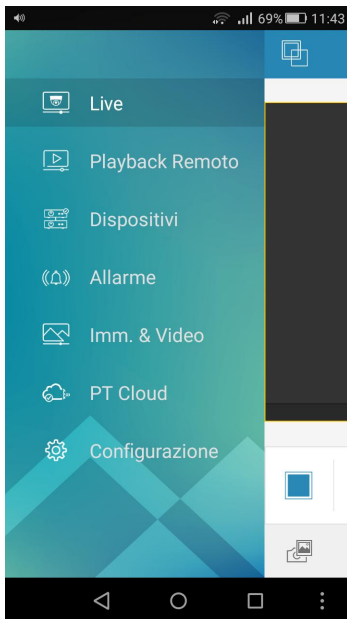 69% 11:43
Live
Playback Remoto
Dispositivi
Allarme
Imm. & Video
PT Cloud
Configurazione